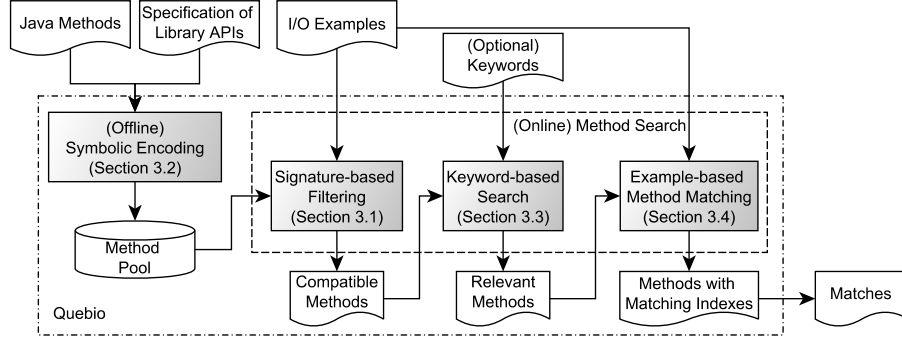 Java Methods
Specification of
Library APIs
I/O Examples
(Optional)
Keywords
(Offline)
Symbolic Encoding
(Section 3.2)
(Online) Method Search
Signature-based
Filtering
(Section 3.1)
Keyword-based
Search
(Section 3.3)
Example-based
Method Matching
(Section 3.4)
Method
Pool
Compatible
Methods
Relevant
Methods
Methods with
Matching Indexes
Matches
Quebio